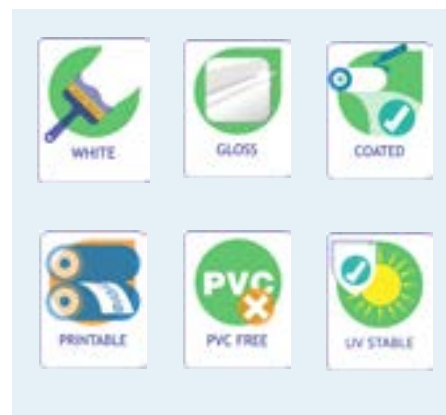 WHITE
GLOSS
COATED
PRINTABLE
PVC
PVC FREE
UV STABLE